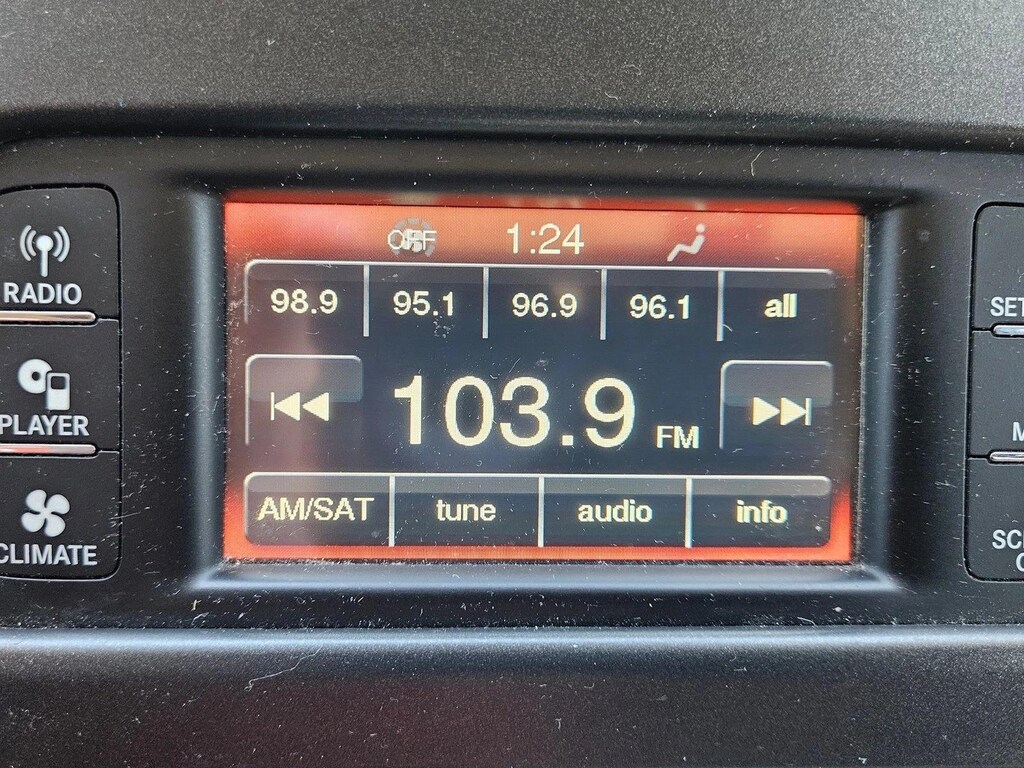 OFF 1:24
98.9 95.1 96.9 96.1 all
103.9 FM
AM/SAT tune audio info
RADIO
PLAYER
CLIMATE